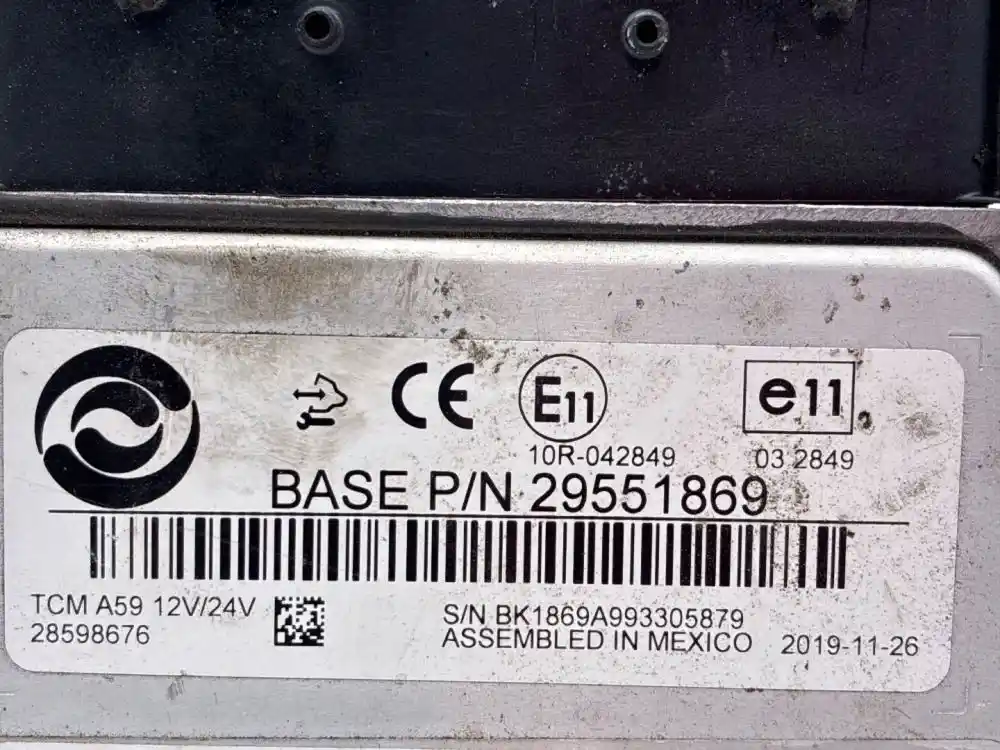 CE E11 e11
10R-042849 03 2849
BASE P/N 29551869
TCM A59 12V/24V
28598676
S/N BK1869A993305879
ASSEMBLED IN MEXICO 2019-11-26